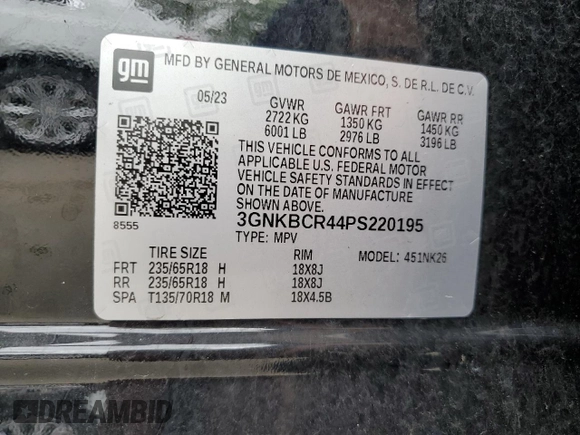 gm
MFD BY GENERAL MOTORS DE MEXICO, S. DE R.L. DE C.V.
05/23 GVWR GAWR FRT GAWR RR
2722 KG 1350 KG 1450 KG
6001 LB 2976 LB 3196 LB
THIS VEHICLE CONFORMS TO ALL
APPLICABLE U.S. FEDERAL MOTOR
VEHICLE SAFETY STANDARDS IN EFFECT
ON THE DATE OF MANUFACTURE
SHOWN ABOVE.
8555 3GNKBCR44PS220195
TYPE: MPV MODEL: 451NK26
TIRE SIZE RIM
FRT 235/65R18 H 18X8J
RR 235/65R18 H 18X8J
SPA T135/70R18 M 18X4.5B
DREAMBID